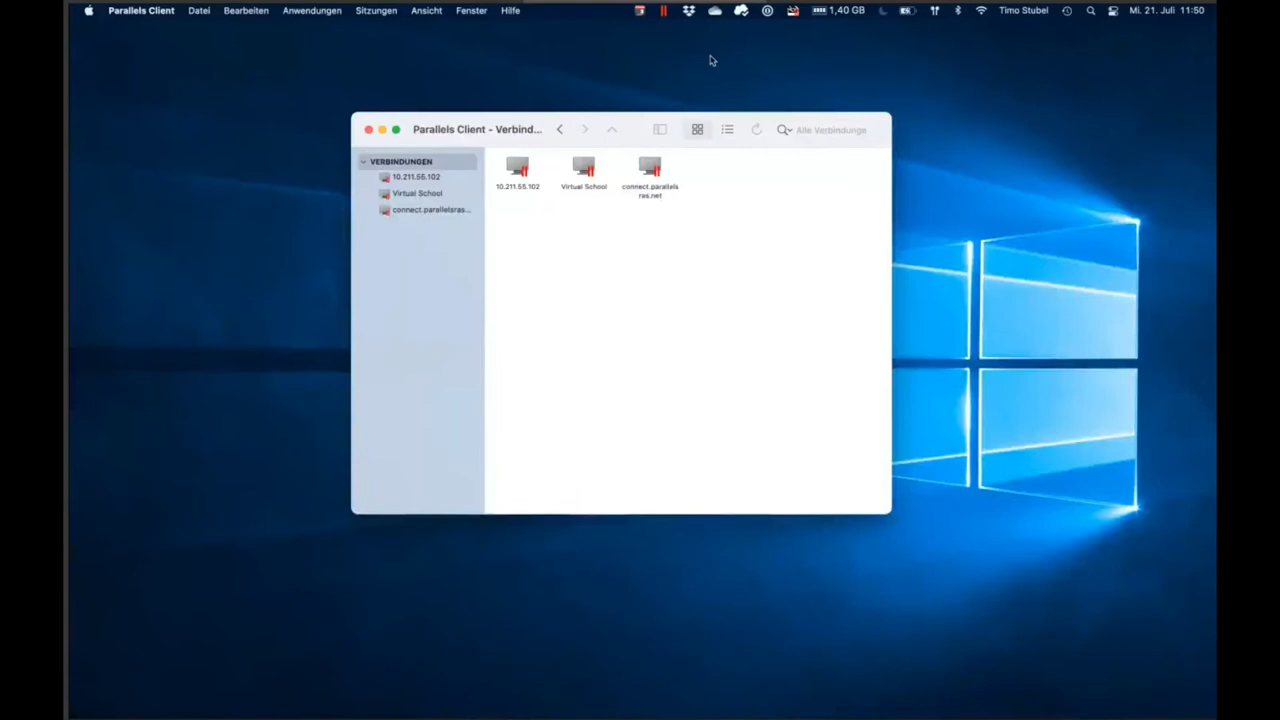 Parallels Client Datei Bearbeiten Anwendungen Sitzungen Ansicht Fenster Hilfe 1,40 GB Timo Stubel Mi. 21. Juli 11:50
Parallels Client - Verbind... Alle Verbindunge
VERBINDUNGEN
10.211.55.102
Virtual School
connect.parallelsras...
10.211.55.102 Virtual School connect.parallels
ras.net